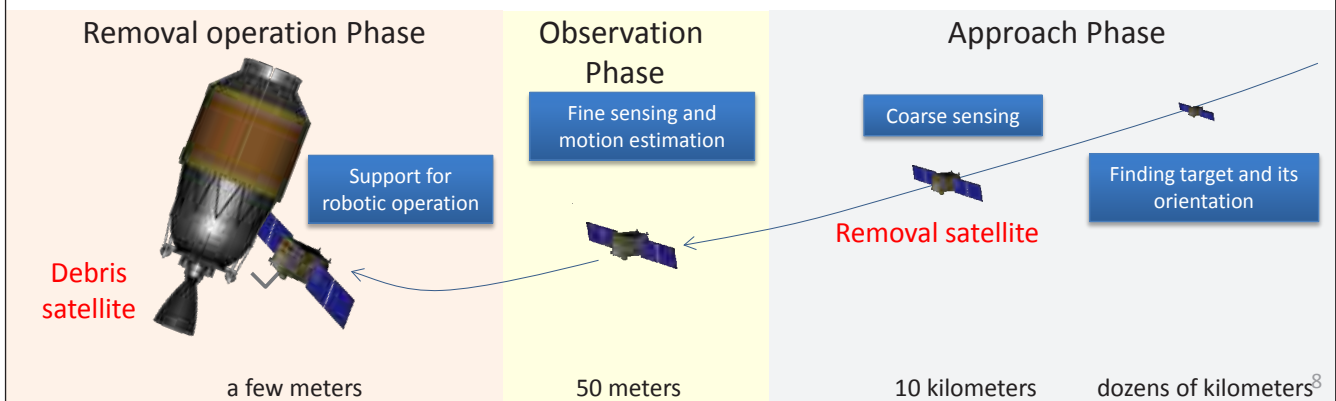 Removal operation Phase
Observation
Phase
Approach Phase
Fine sensing and
motion estimation
Coarse sensing
Support for
robotic operation
Finding target and its
orientation
Removal satellite
Debris
satellite
a few meters
50 meters
10 kilometers
dozens of kilometers
8